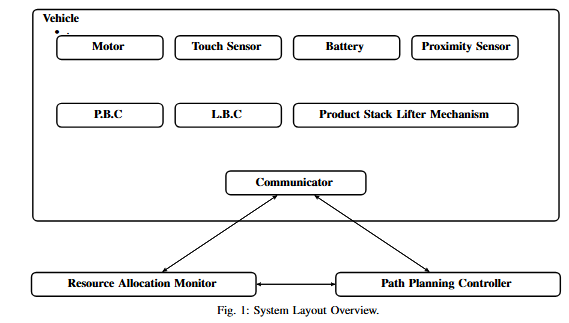 Vehicle
Motor Touch Sensor Battery Proximity Sensor
P.B.C L.B.C Product Stack Lifter Mechanism
Communicator
Resource Allocation Monitor Path Planning Controller
Fig. 1: System Layout Overview.